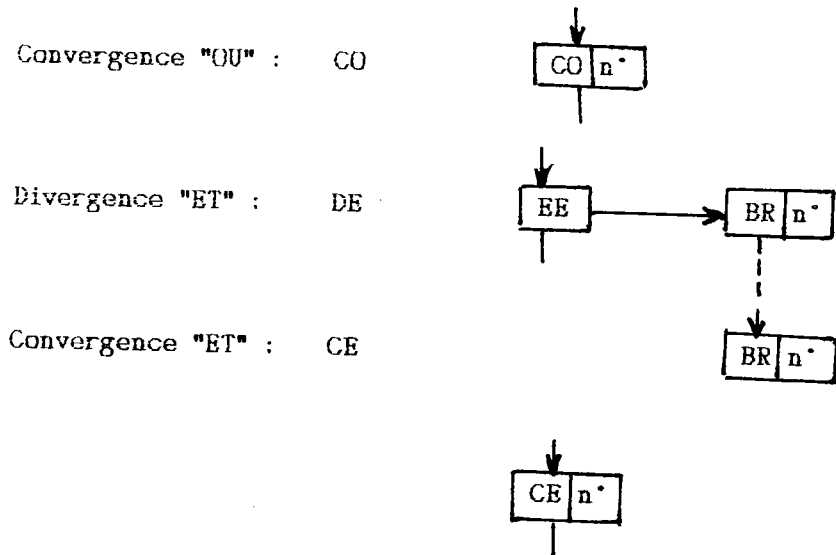 Convergence "OU" : CO CO n°
Divergence "ET" : DE EE BR n°
Convergence "ET" : CE BR n°
CE n°